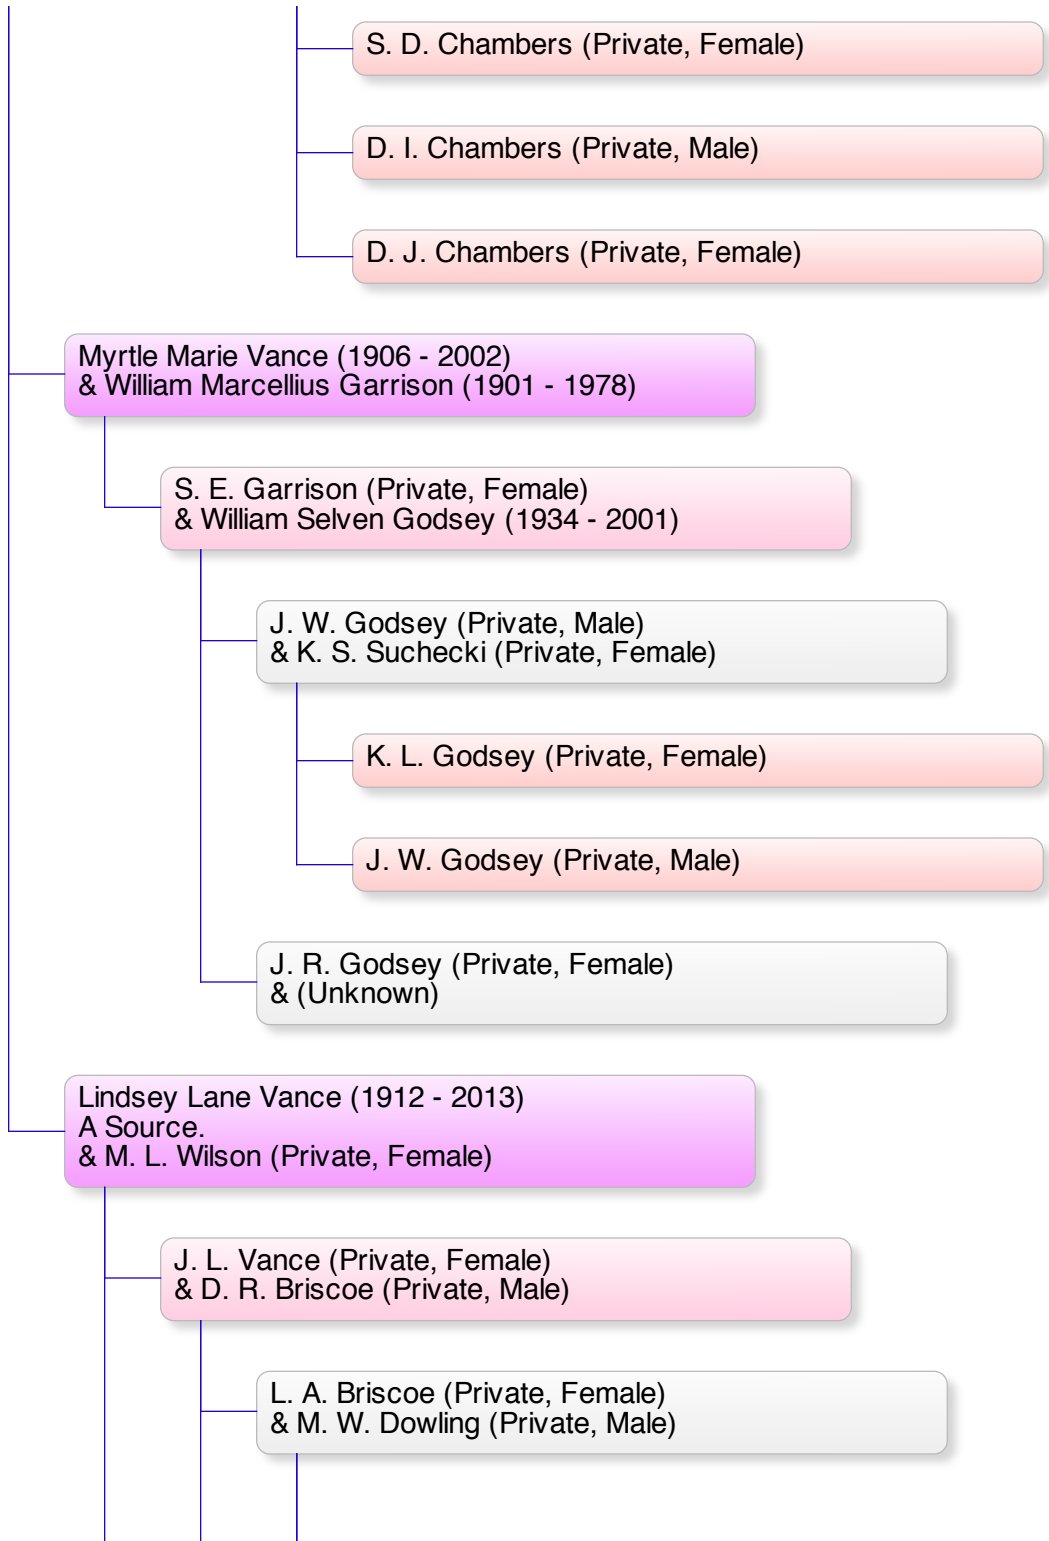 S. D. Chambers (Private, Female)
D. I. Chambers (Private, Male)
D. J. Chambers (Private, Female)
Myrtle Marie Vance (1906 - 2002)
& William Marcellius Garrison (1901 - 1978)
S. E. Garrison (Private, Female)
& William Selven Godsey (1934 - 2001)
J. W. Godsey (Private, Male)
& K. S. Suchecki (Private, Female)
K. L. Godsey (Private, Female)
J. W. Godsey (Private, Male)
J. R. Godsey (Private, Female)
& (Unknown)
Lindsey Lane Vance (1912 - 2013)
A Source.
& M. L. Wilson (Private, Female)
J. L. Vance (Private, Female)
& D. R. Briscoe (Private, Male)
L. A. Briscoe (Private, Female)
& M. W. Dowling (Private, Male)